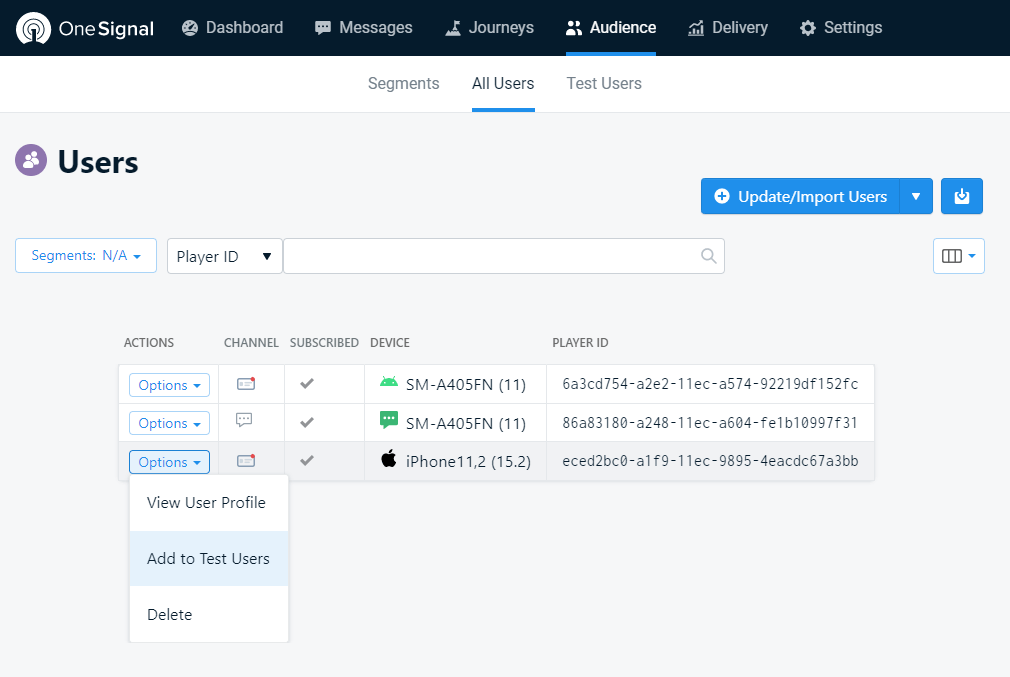 OneSignal Dashboard Messages Journeys Audience Delivery Settings
Segments All Users Test Users
Users
Update/Import Users
Segments: N/A Player ID
ACTIONS CHANNEL SUBSCRIBED DEVICE PLAYER ID
Options SM-A405FN (11) 6a3cd754-a2e2-11ec-a574-92219df152fc
Options SM-A405FN (11) 86a83180-a248-11ec-a604-fe1b10997f31
Options iPhone11,2 (15.2) eced2bc0-a1f9-11ec-9895-4eacdc67a3bb
View User Profile
Add to Test Users
Delete